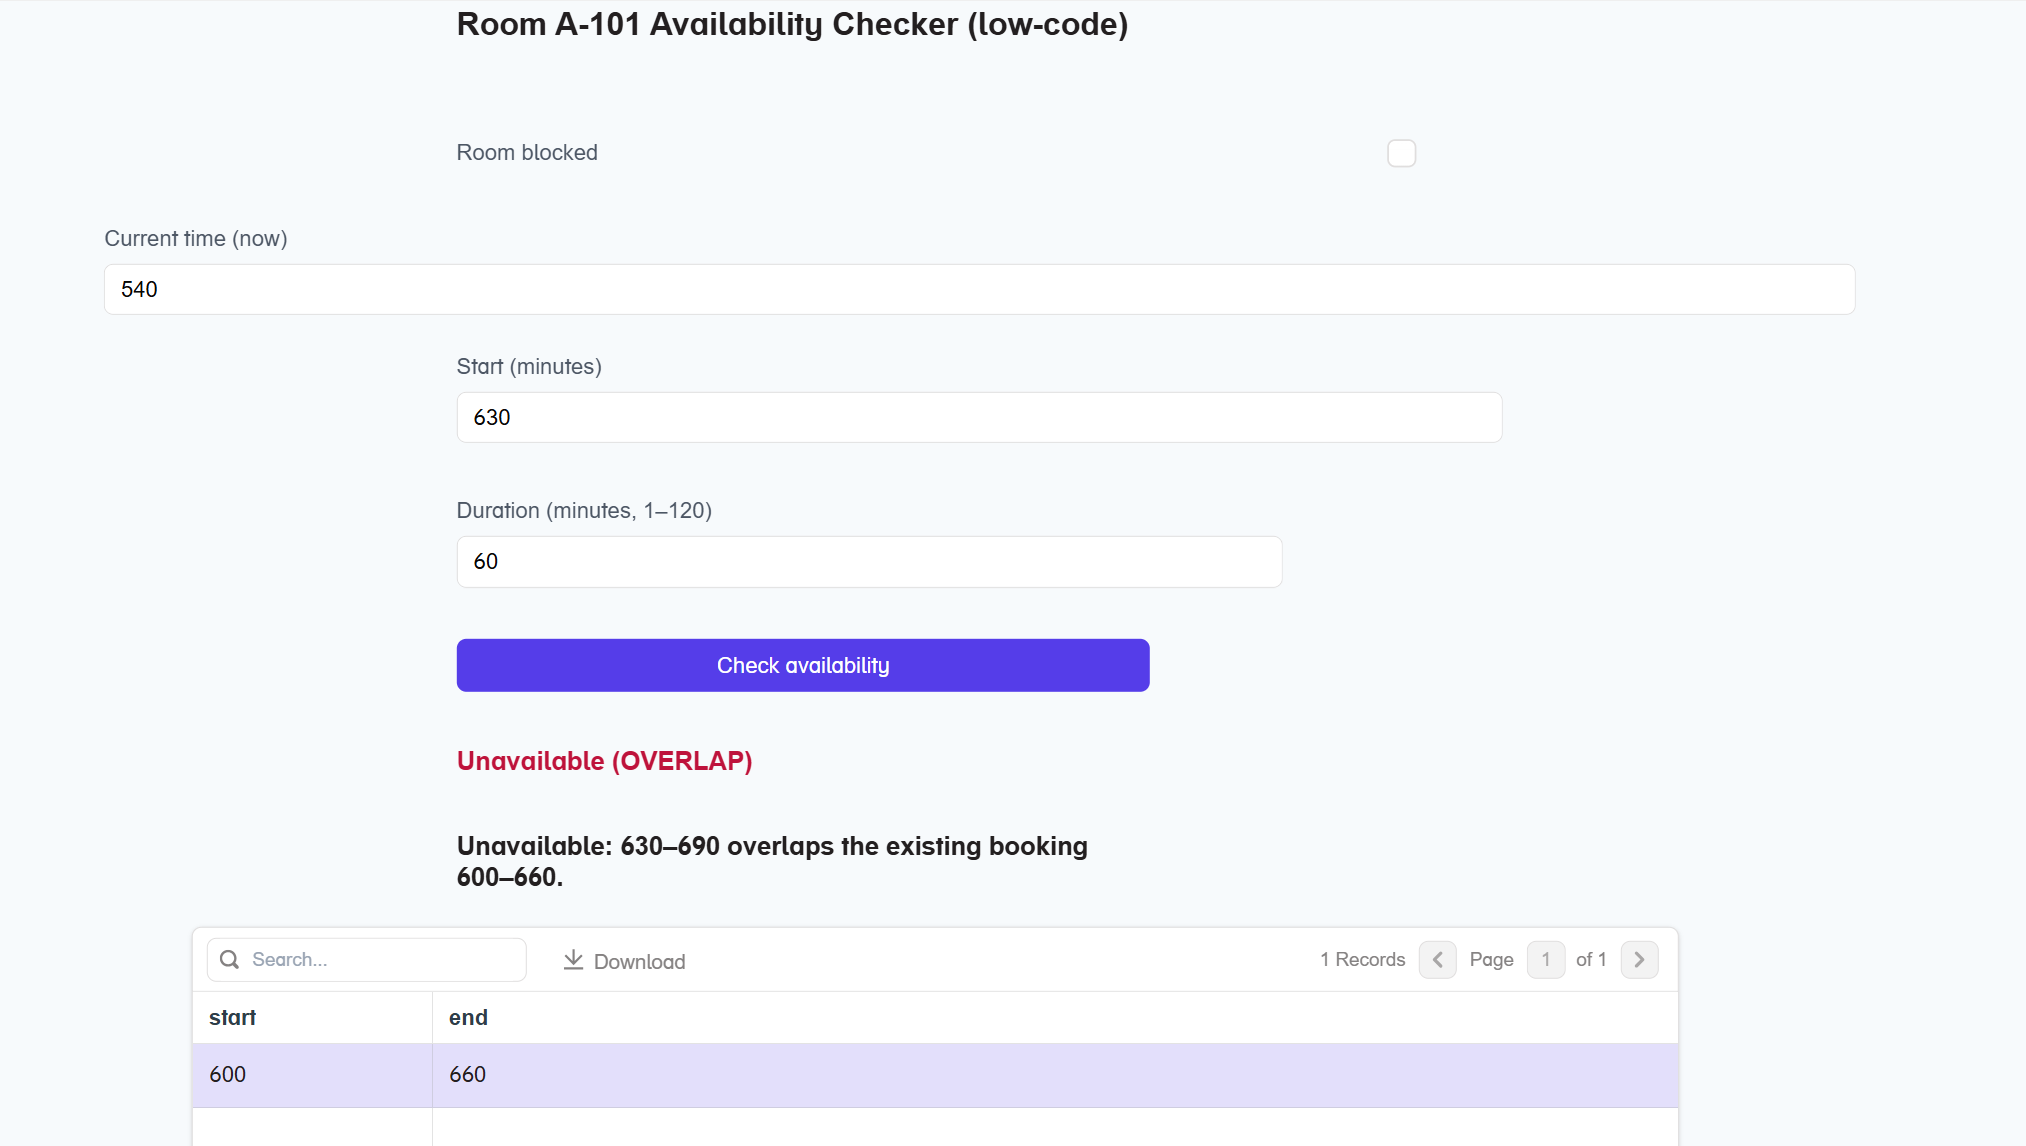 Room A-101 Availability Checker (low-code)
Room blocked
Current time (now)
540
Start (minutes)
630
Duration (minutes, 1–120)
60
Check availability
Unavailable (OVERLAP)
Unavailable: 630–690 overlaps the existing booking
600–660.
Search...
Download
1 Records
Page 1 of 1
start end
600 660